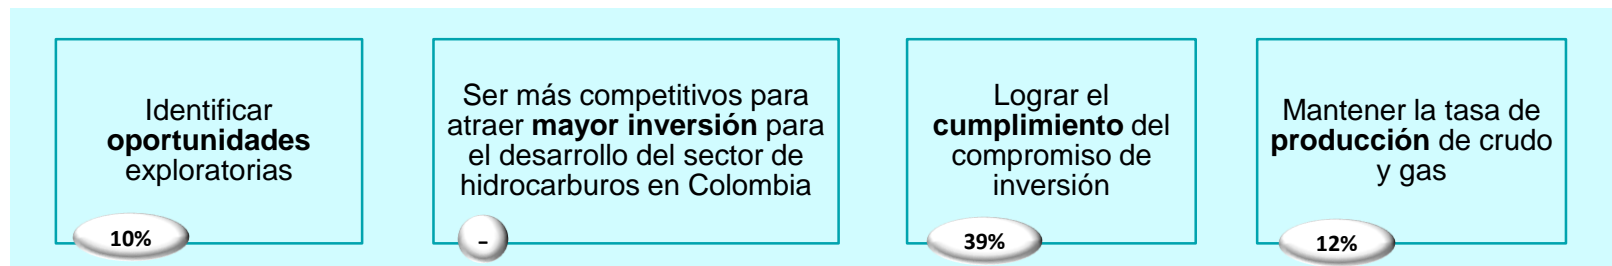 Identificar
oportunidades
exploratorias
10%
Ser más competitivos para
atraer mayor inversión para
el desarrollo del sector de
hidrocarburos en Colombia
–
Lograr el
cumplimiento del
compromiso de
inversión
39%
Mantener la tasa de
producción de crudo
y gas
12%